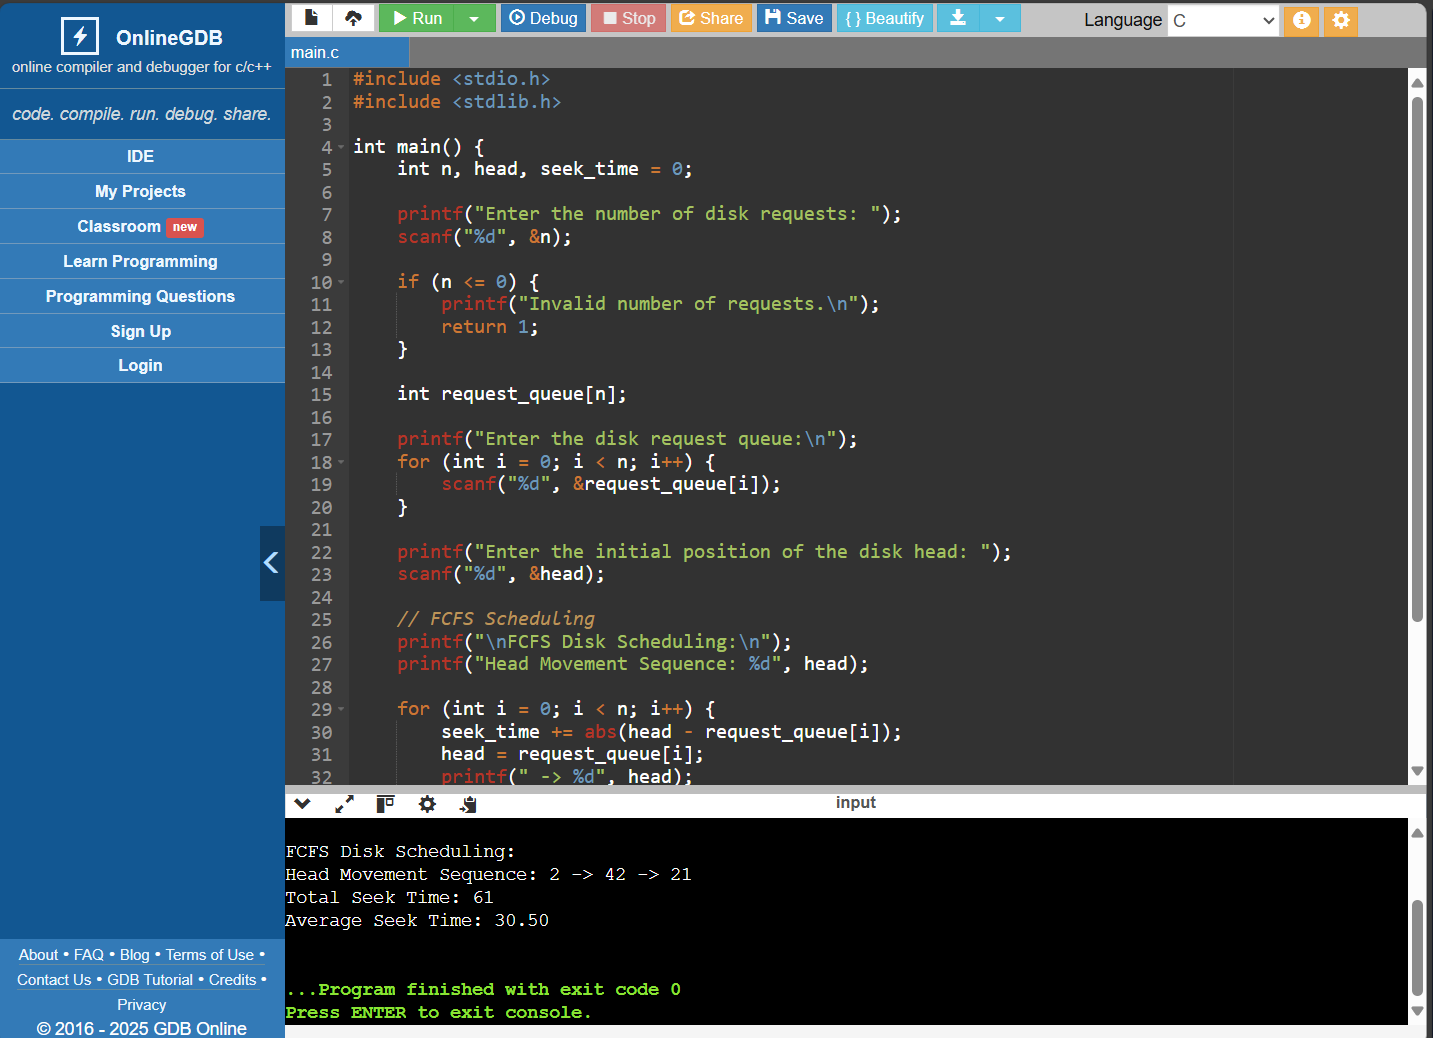 OnlineGDB
online compiler and debugger for c/c++
code. compile. run. debug. share.
IDE
My Projects
Classroom new
Learn Programming
Programming Questions
Sign Up
Login
About • FAQ • Blog • Terms of Use •
Contact Us • GDB Tutorial • Credits •
Privacy
© 2016 - 2025 GDB Online
Run Debug Stop Share Save { } Beautify Language C
main.c
1 #include <stdio.h>
2 #include <stdlib.h>
3
4 int main() {
5     int n, head, seek_time = 0;
6
7     printf("Enter the number of disk requests: ");
8     scanf("%d", &n);
9
10     if (n <= 0) {
11         printf("Invalid number of requests.\n");
12         return 1;
13     }
14
15     int request_queue[n];
16
17     printf("Enter the disk request queue:\n");
18     for (int i = 0; i < n; i++) {
19         scanf("%d", &request_queue[i]);
20     }
21
22     printf("Enter the initial position of the disk head: ");
23     scanf("%d", &head);
24
25     // FCFS Scheduling
26     printf("\nFCFS Disk Scheduling:\n");
27     printf("Head Movement Sequence: %d", head);
28
29     for (int i = 0; i < n; i++) {
30         seek_time += abs(head - request_queue[i]);
31         head = request_queue[i];
32         printf(" -> %d", head);
input
FCFS Disk Scheduling:
Head Movement Sequence: 2 -> 42 -> 21
Total Seek Time: 61
Average Seek Time: 30.50
...Program finished with exit code 0
Press ENTER to exit console.